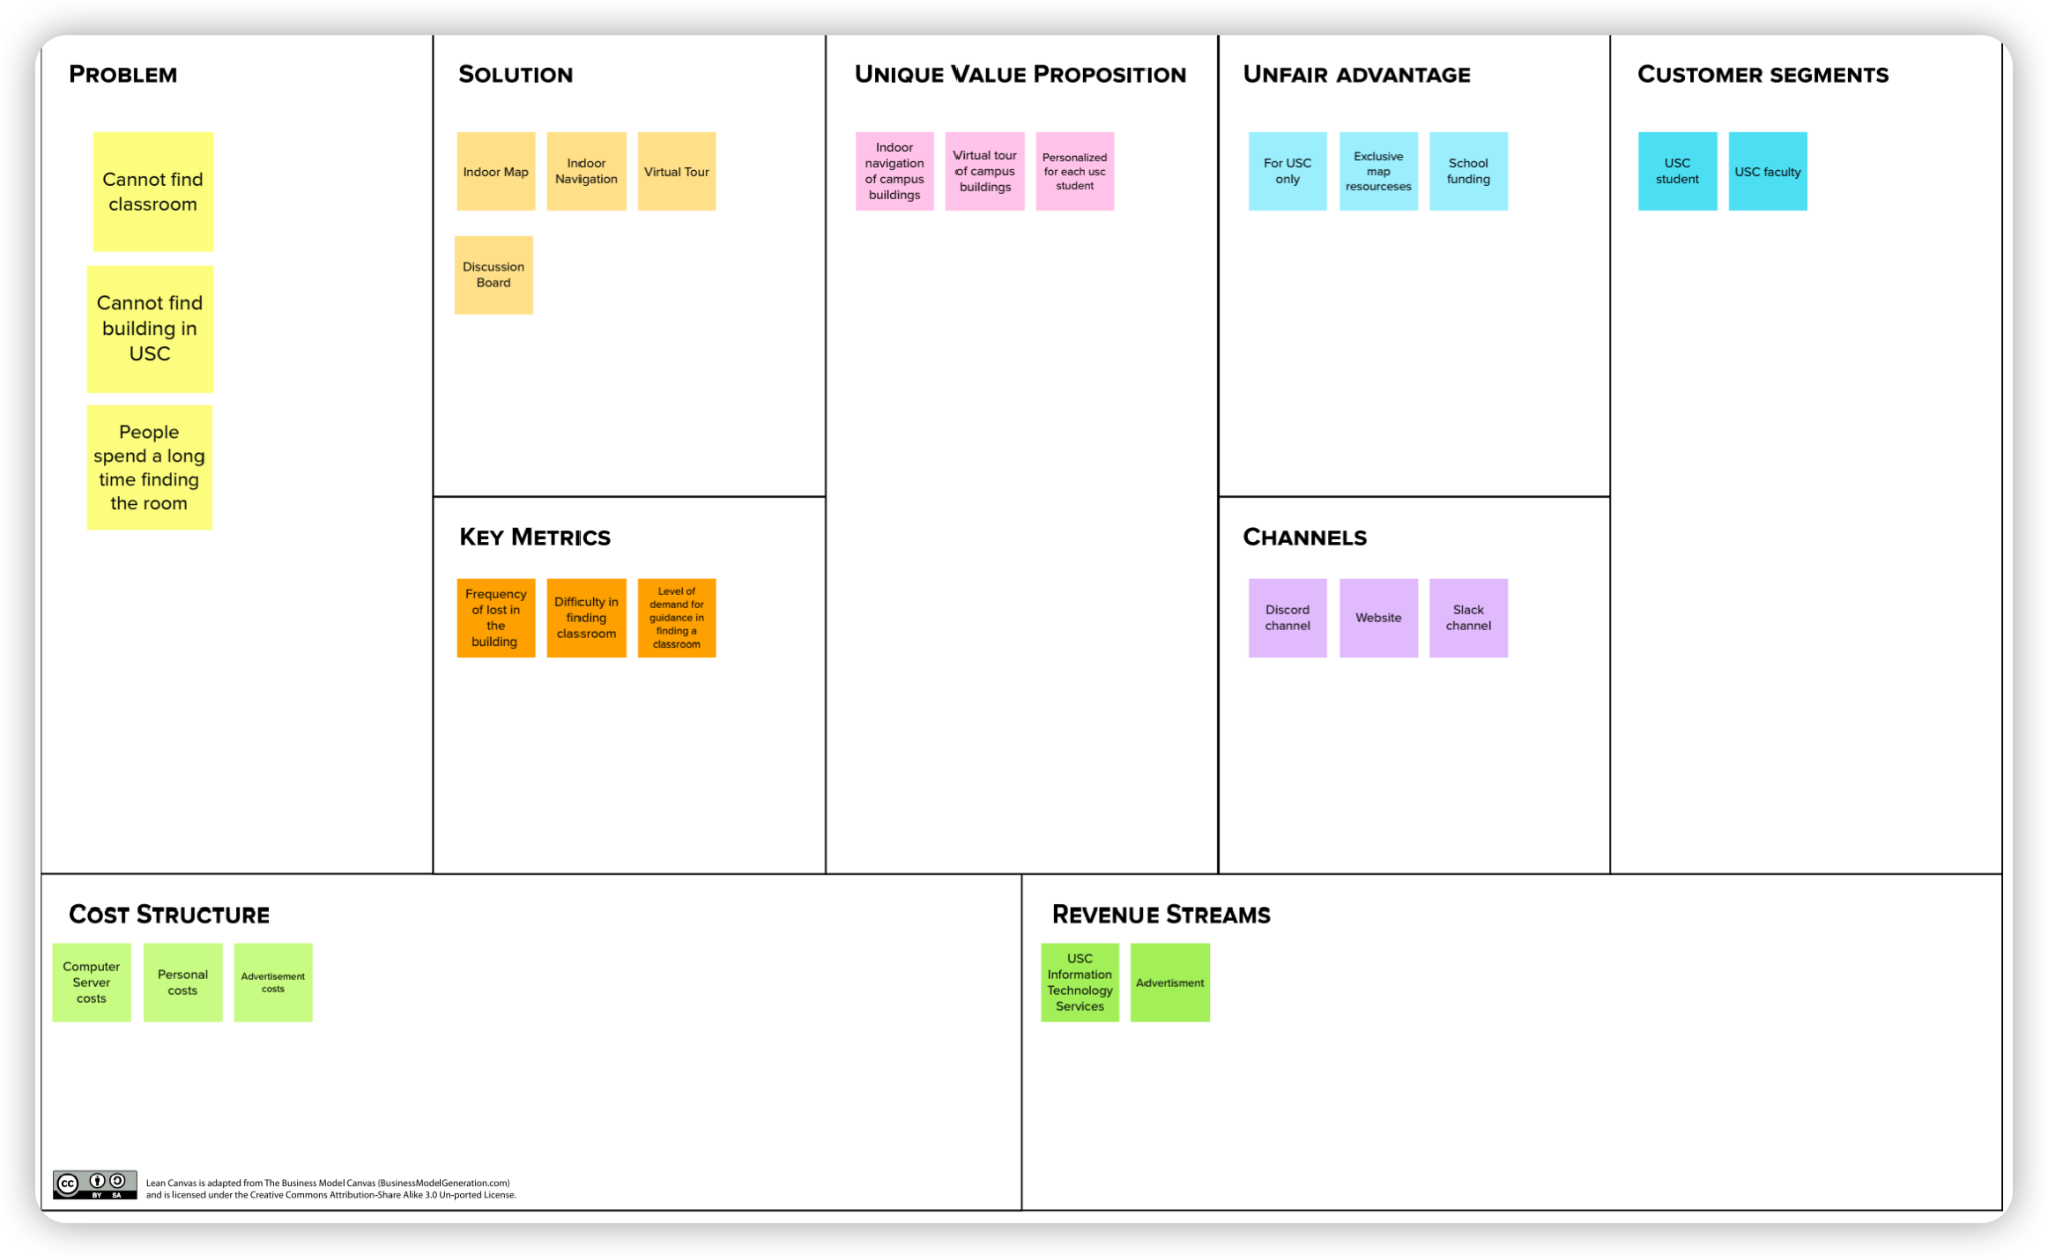 PROBLEM
Cannot find
classroom
Cannot find
building in
USC
People
spend a long
time finding
the room
SOLUTION
Indoor Map
Indoor
Navigation
Virtual Tour
Discussion
Board
KEY METRICS
Frequency
of lost in
the
building
Difficulty in
finding
classroom
Level of
demand for
guidance in
finding a
classroom
UNIQUE VALUE PROPOSITION
Indoor
navigation
of campus
buildings
Virtual tour
of campus
buildings
Personalized
for each usc
student
UNFAIR ADVANTAGE
For USC
only
Exclusive
map
resourceses
School
funding
CHANNELS
Discord
channel
Website
Slack
channel
CUSTOMER SEGMENTS
USC
student
USC faculty
COST STRUCTURE
Computer
Server
costs
Personal
costs
Advertisement
costs
REVENUE STREAMS
USC
Information
Technology
Services
Advertisment
cc
BY SA
Lean Canvas is adapted from The Business Model Canvas (BusinessModelGeneration.com)
and is licensed under the Creative Commons Attribution-Share Alike 3.0 Un-ported License.